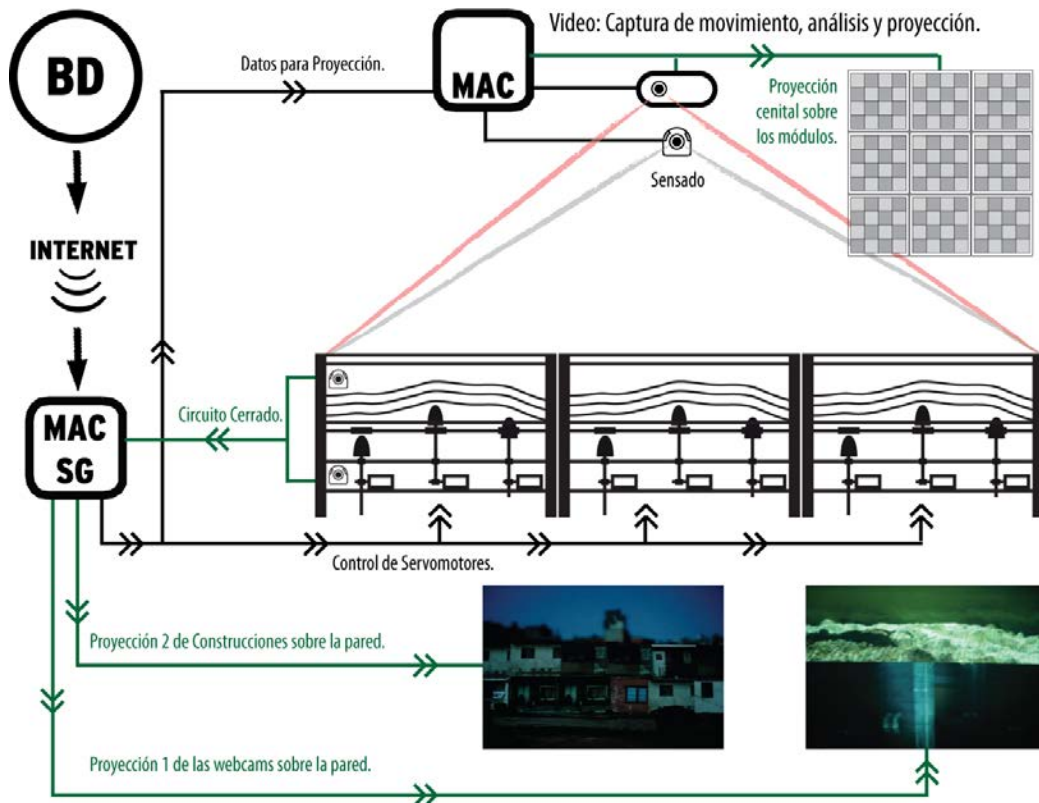 Video: Captura de movimiento, análisis y proyección.
BD
Datos para Proyección.
MAC
Proyección
cenital sobre
los módulos.
Sensado
INTERNET
Circuito Cerrado.
MAC
SG
Control de Servomotores.
Proyección 2 de Construcciones sobre la pared.
Proyección 1 de las webcams sobre la pared.